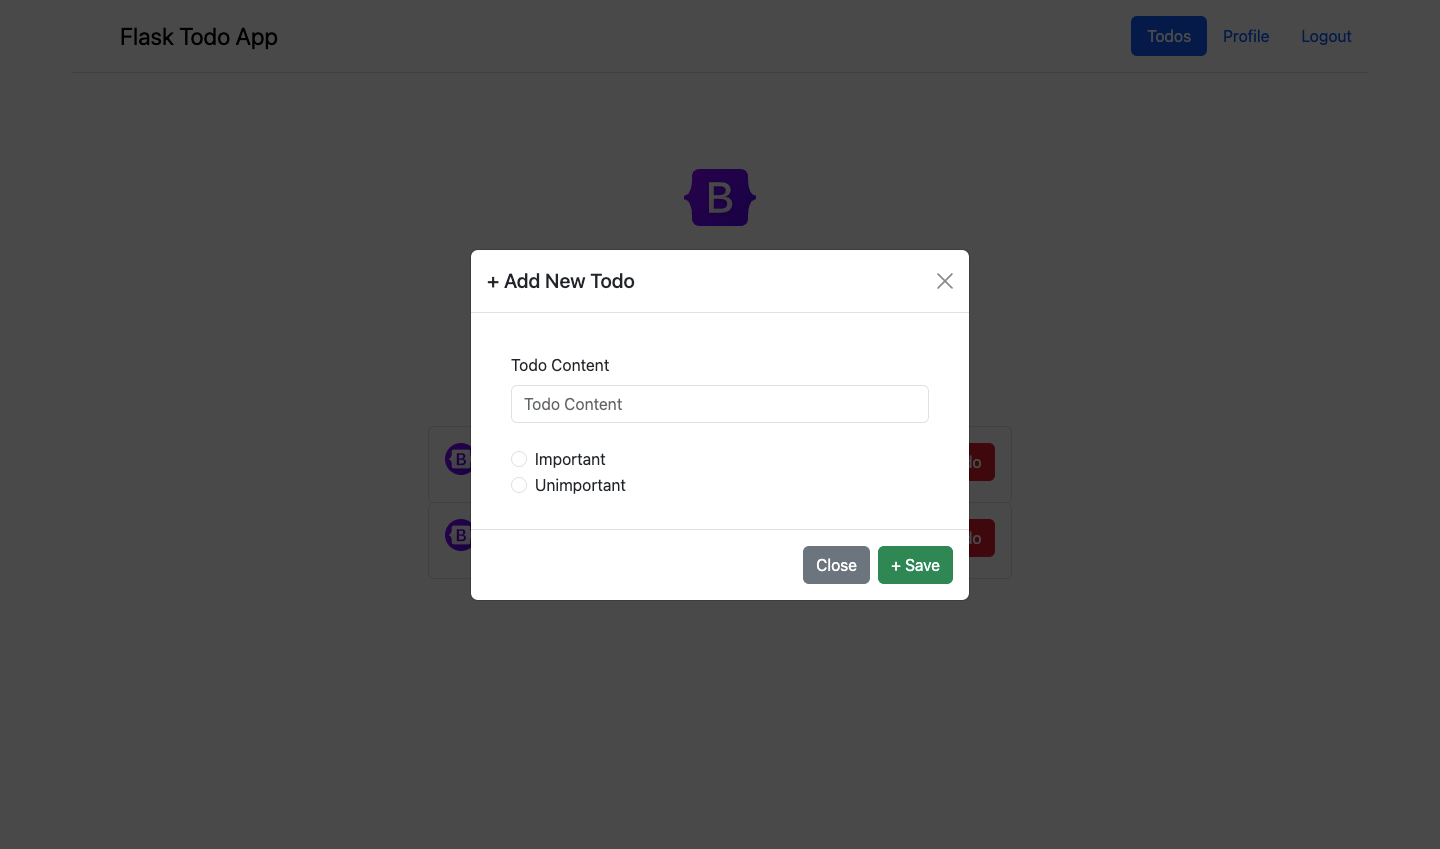 Flask Todo App
Todos Profile Logout
B
+ Add New Todo
Todo Content
Todo Content
Important
Unimportant
B
B
Close + Save